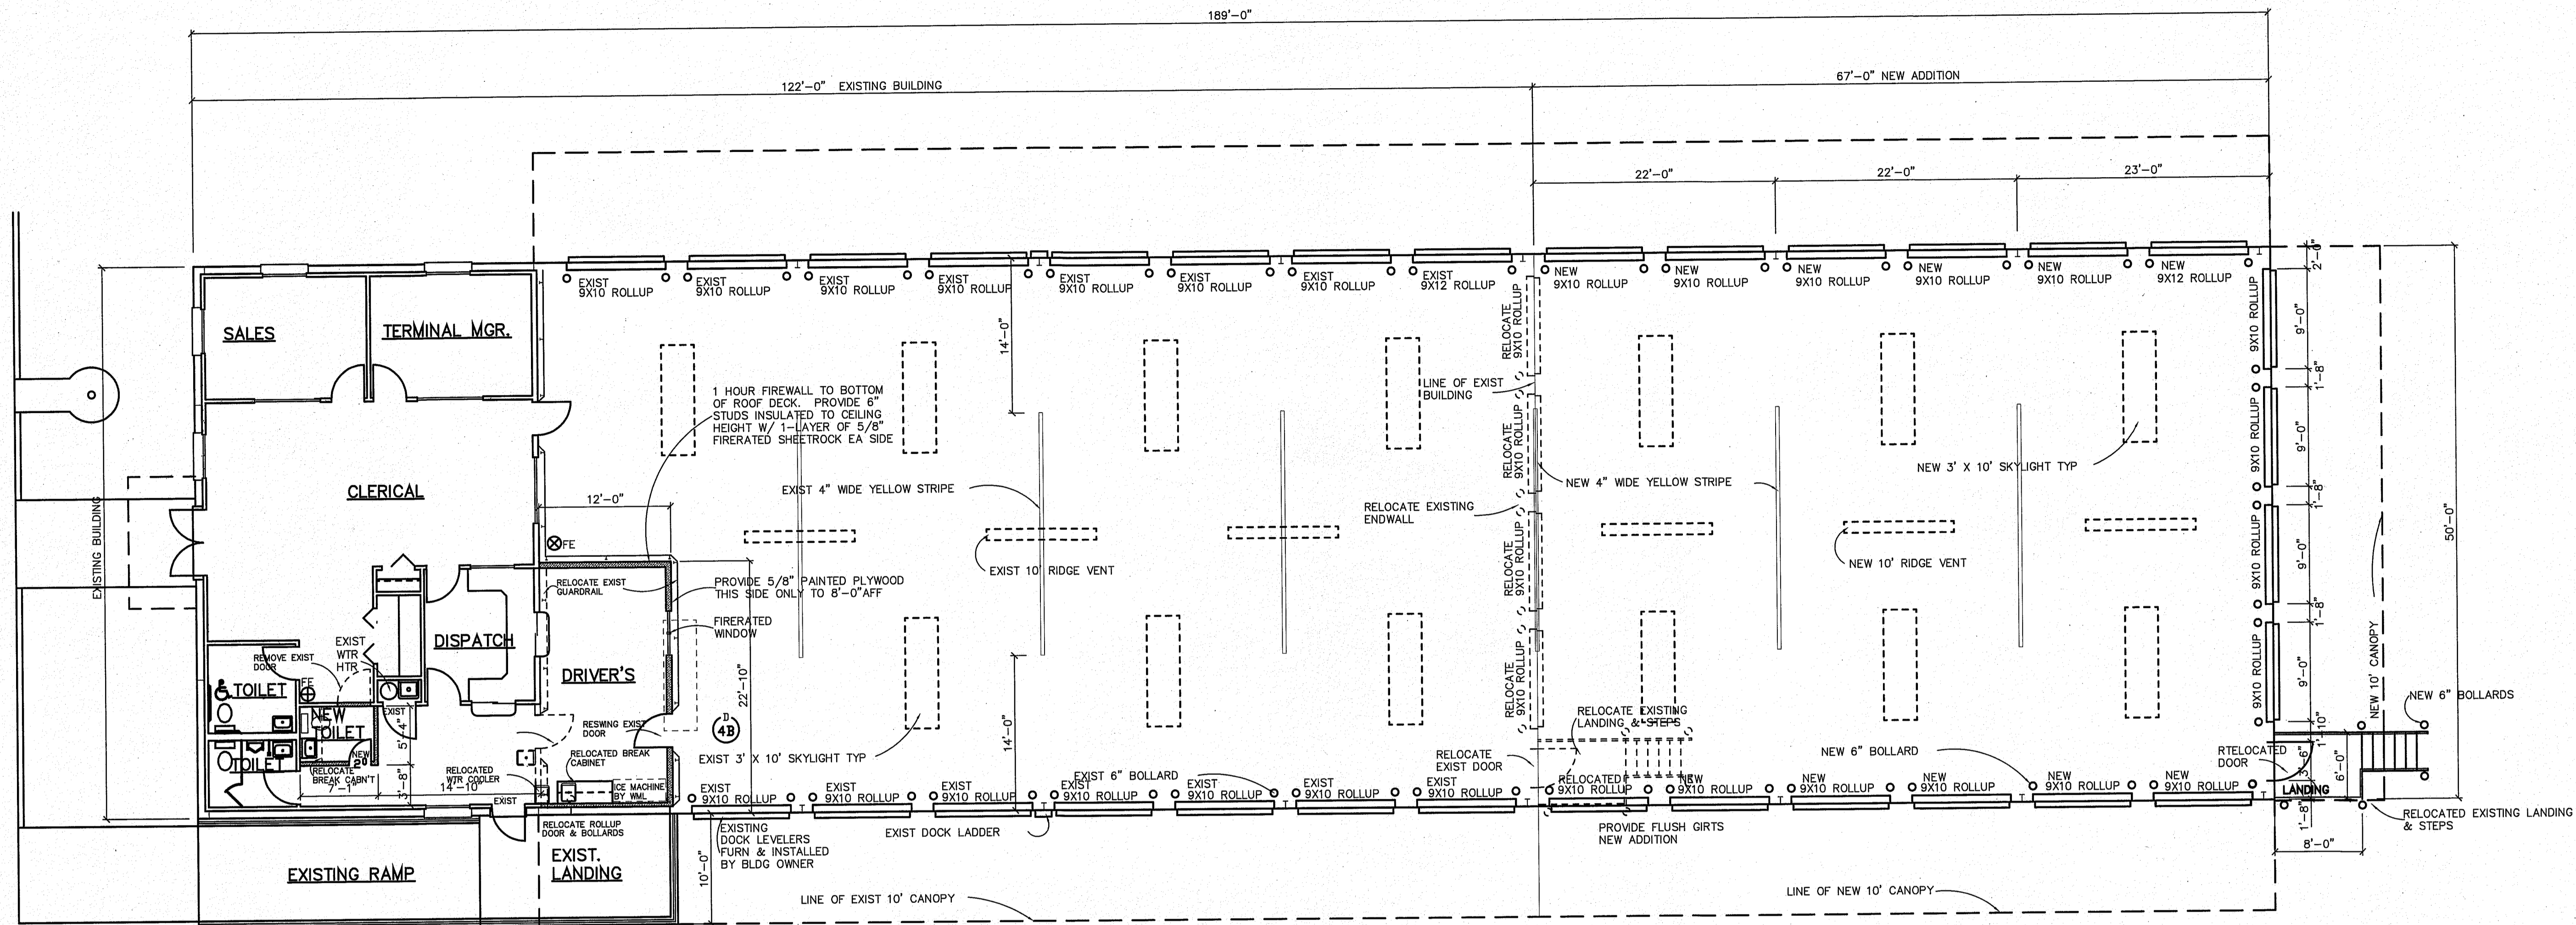 189'-0"
122'-0" EXISTING BUILDING
67'-0" NEW ADDITION
22'-0"
22'-0"
23'-0"
EXIST
9X10 ROLLUP
EXIST
9X10 ROLLUP
EXIST
9X10 ROLLUP
EXIST
9X10 ROLLUP
EXIST
9X10 ROLLUP
EXIST
9X10 ROLLUP
EXIST
9X10 ROLLUP
EXIST
9X12 ROLLUP
NEW
9X10 ROLLUP
NEW
9X10 ROLLUP
NEW
9X10 ROLLUP
NEW
9X10 ROLLUP
NEW
9X10 ROLLUP
NEW
9X12 ROLLUP
2'-0"
SALES
TERMINAL MGR.
14'-0"
RELOCATE
9X10 ROLLUP
9X10 ROLLUP
9'-0"
1'-8"
1 HOUR FIREWALL TO BOTTOM
OF ROOF DECK. PROVIDE 6"
STUDS INSULATED TO CEILING
HEIGHT W/ 1-LAYER OF 5/8"
FIRERATED SHEETROCK EA SIDE
LINE OF EXIST
BUILDING
RELOCATE
9X10 ROLLUP
9X10 ROLLUP
9'-0"
1'-8"
CLERICAL
12'-0"
EXIST 4" WIDE YELLOW STRIPE
NEW 4" WIDE YELLOW STRIPE
NEW 3' X 10' SKYLIGHT TYP
RELOCATE EXISTING
ENDWALL
EXISTING BUILDING
FE
EXIST 10' RIDGE VENT
NEW 10' RIDGE VENT
RELOCATE
9X10 ROLLUP
9X10 ROLLUP
9'-0"
1'-8"
50'-0"
RELOCATE EXIST
GUARDRAIL
PROVIDE 5/8" PAINTED PLYWOOD
THIS SIDE ONLY TO 8'-0"AFF
FIRERATED
WINDOW
DISPATCH
EXIST
WTR
HTR
REMOVE EXIST
DOOR
DRIVER'S
22'-10"
RELOCATE
9X10 ROLLUP
9X10 ROLLUP
9'-0"
NEW 10' CANOPY
NEW 6" BOLLARDS
TOILET
FE
NEW
TOILET
EXIST
5'-4"
RESWING EXIST
DOOR
D
4B
RELOCATED BREAK
CABINET
EXIST 3' X 10' SKYLIGHT TYP
14'-0"
RELOCATE EXISTING
LANDING & STEPS
RELOCATE
EXIST DOOR
NEW 6" BOLLARD
RTELOCATED
DOOR
1'-10"
3'-6"
6'-0"
TOILET
NEW
2°
RELOCATE
BREAK CABN'T
7'-1"
3'-8"
RELOCATED
WTR COOLER
14'-10"
EXIST
ICE MACHINE
BY WML
EXIST 6" BOLLARD
EXIST
9X10 ROLLUP
EXIST
9X10 ROLLUP
EXIST
9X10 ROLLUP
EXIST
9X10 ROLLUP
EXIST
9X10 ROLLUP
EXIST
9X10 ROLLUP
EXIST
9X10 ROLLUP
RELOCATED
9X10 ROLLUP
NEW
9X10 ROLLUP
NEW
9X10 ROLLUP
NEW
9X10 ROLLUP
NEW
9X10 ROLLUP
NEW
9X10 ROLLUP
LANDING
1'-8"
8'-0"
RELOCATED EXISTING LANDING
& STEPS
RELOCATE ROLLUP
DOOR & BOLLARDS
EXISTING
DOCK LEVELERS
FURN & INSTALLED
BY BLDG OWNER
EXIST DOCK LADDER
PROVIDE FLUSH GIRTS
NEW ADDITION
EXISTING RAMP
EXIST.
LANDING
10'-0"
LINE OF EXIST 10' CANOPY
LINE OF NEW 10' CANOPY